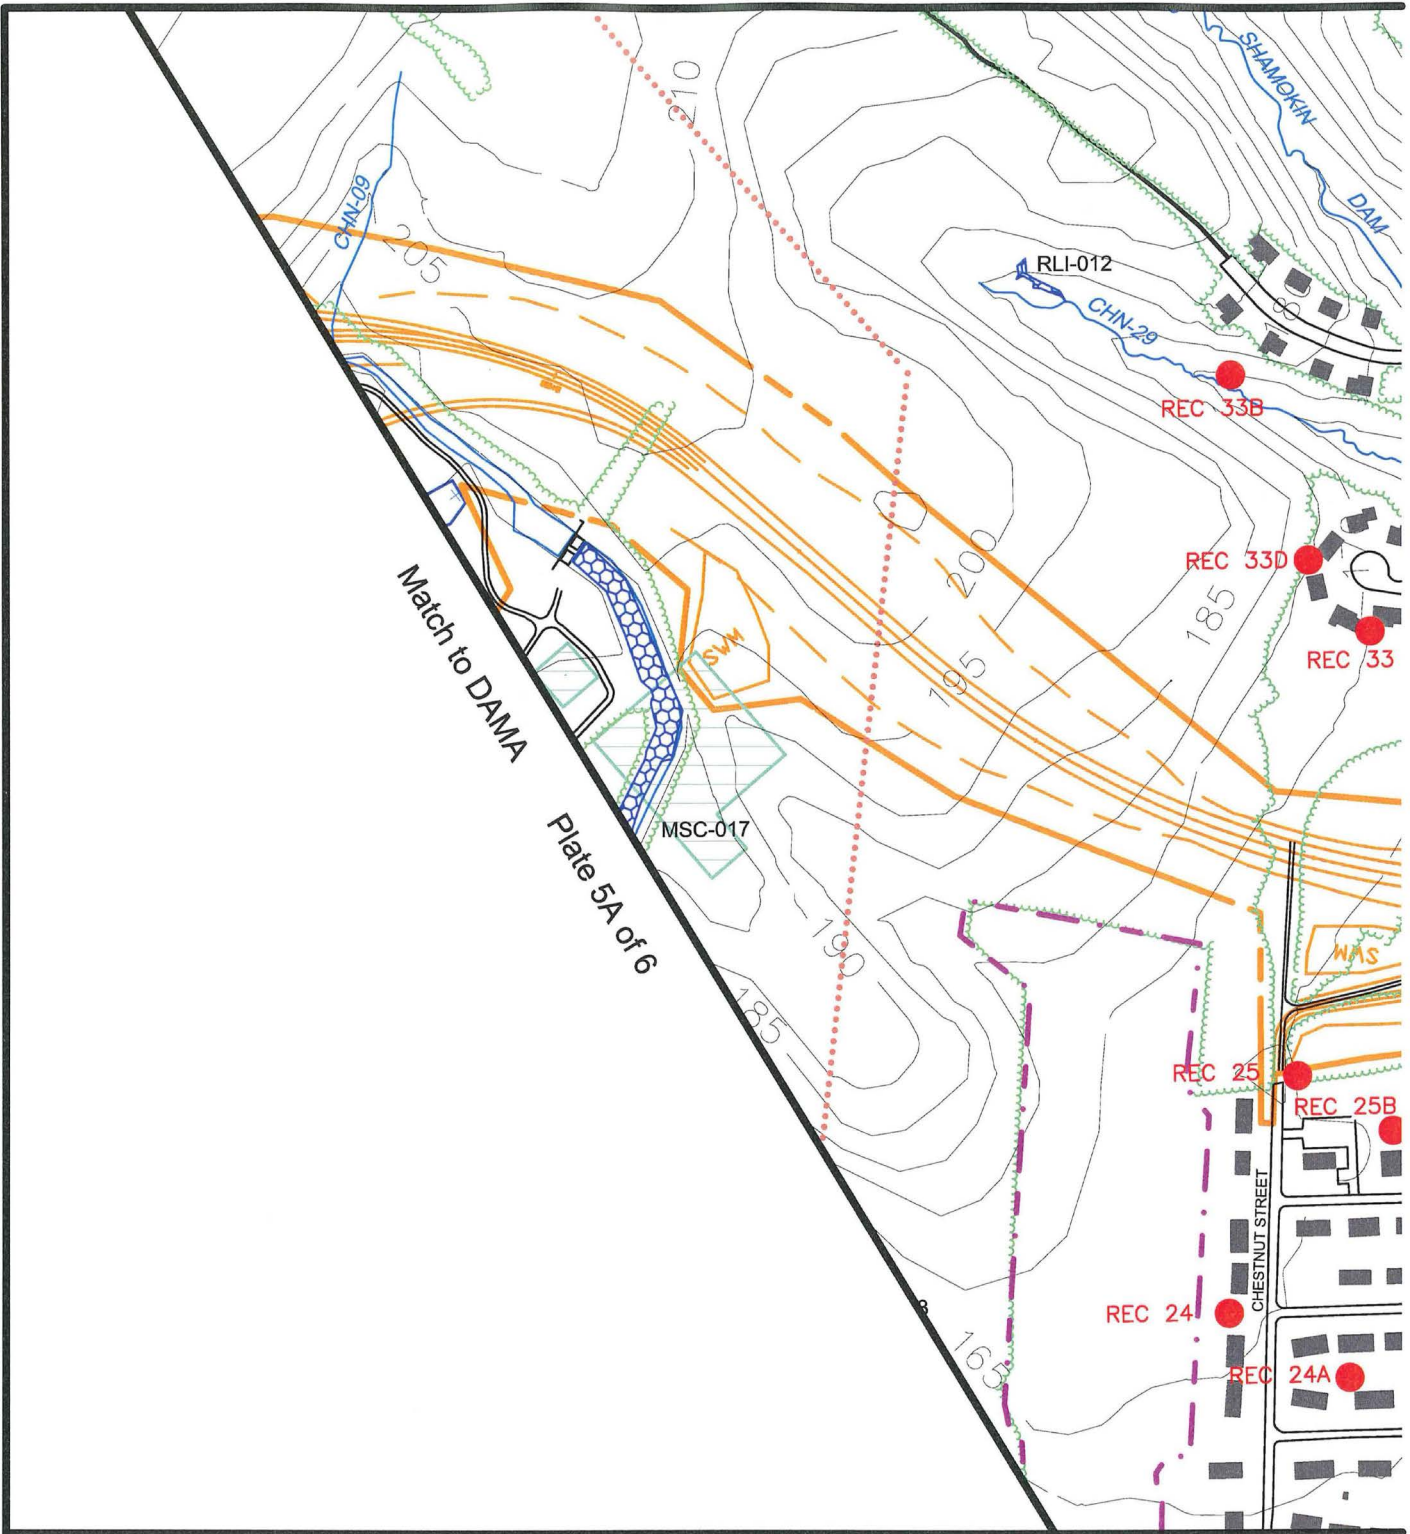 SHAMOKIN
DAM
210
CHN-09
205
RLI-012
CHN-29
REC 33B
200
REC 33D
185
REC 33
SWM
195
Match to DAMA
Plate 5A of 6
MSC-017
190
SWM
185
REC 25
REC 25B
CHESTNUT STREET
REC 24
165
REC 24A